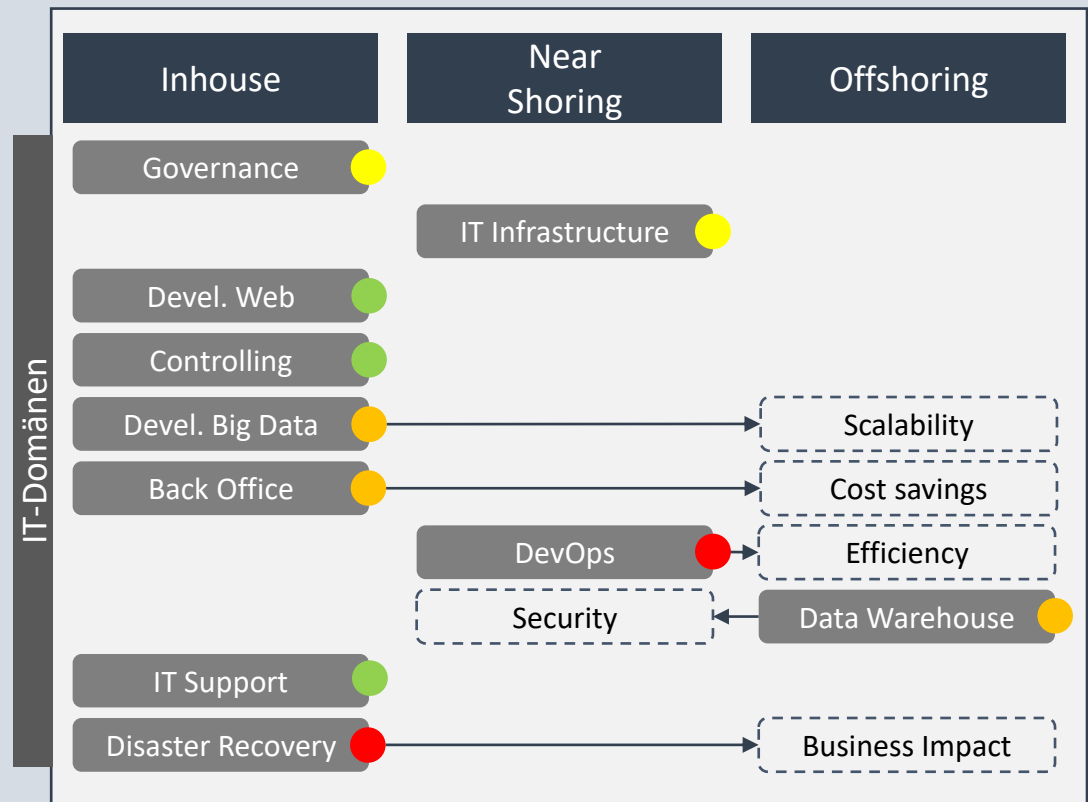 Inhouse
Near
Shoring
Offshoring
IT-Domänen
Governance
IT Infrastructure
Devel. Web
Controlling
Devel. Big Data
Scalability
Back Office
Cost savings
DevOps
Efficiency
Security
Data Warehouse
IT Support
Disaster Recovery
Business Impact